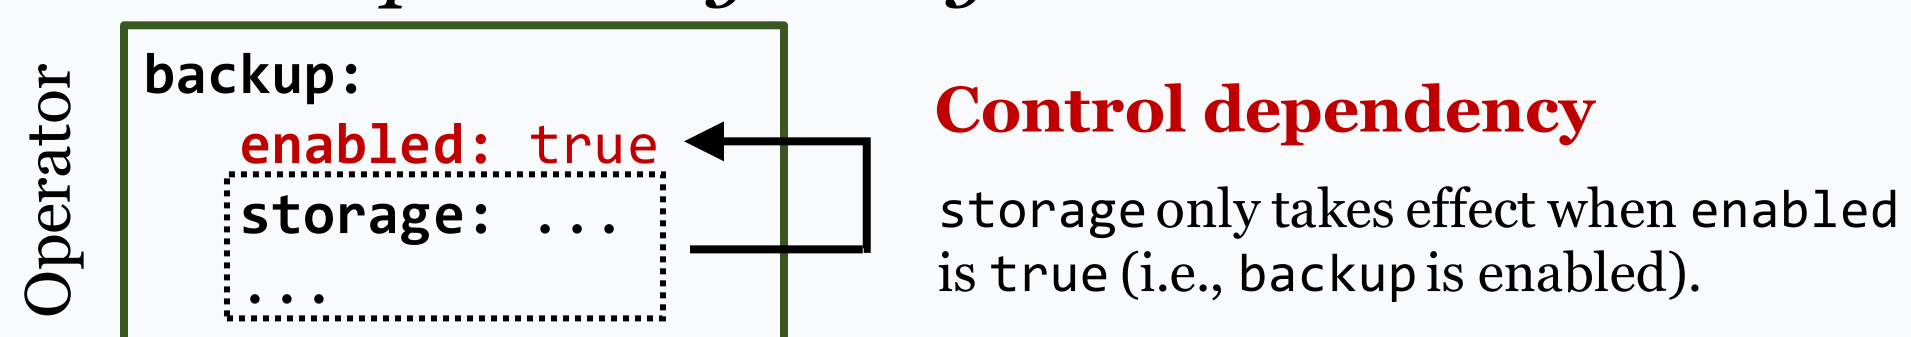 Operator
backup:
enabled: true
storage: ...
...
Control dependency
storage only takes effect when enabled
is true (i.e., backup is enabled).